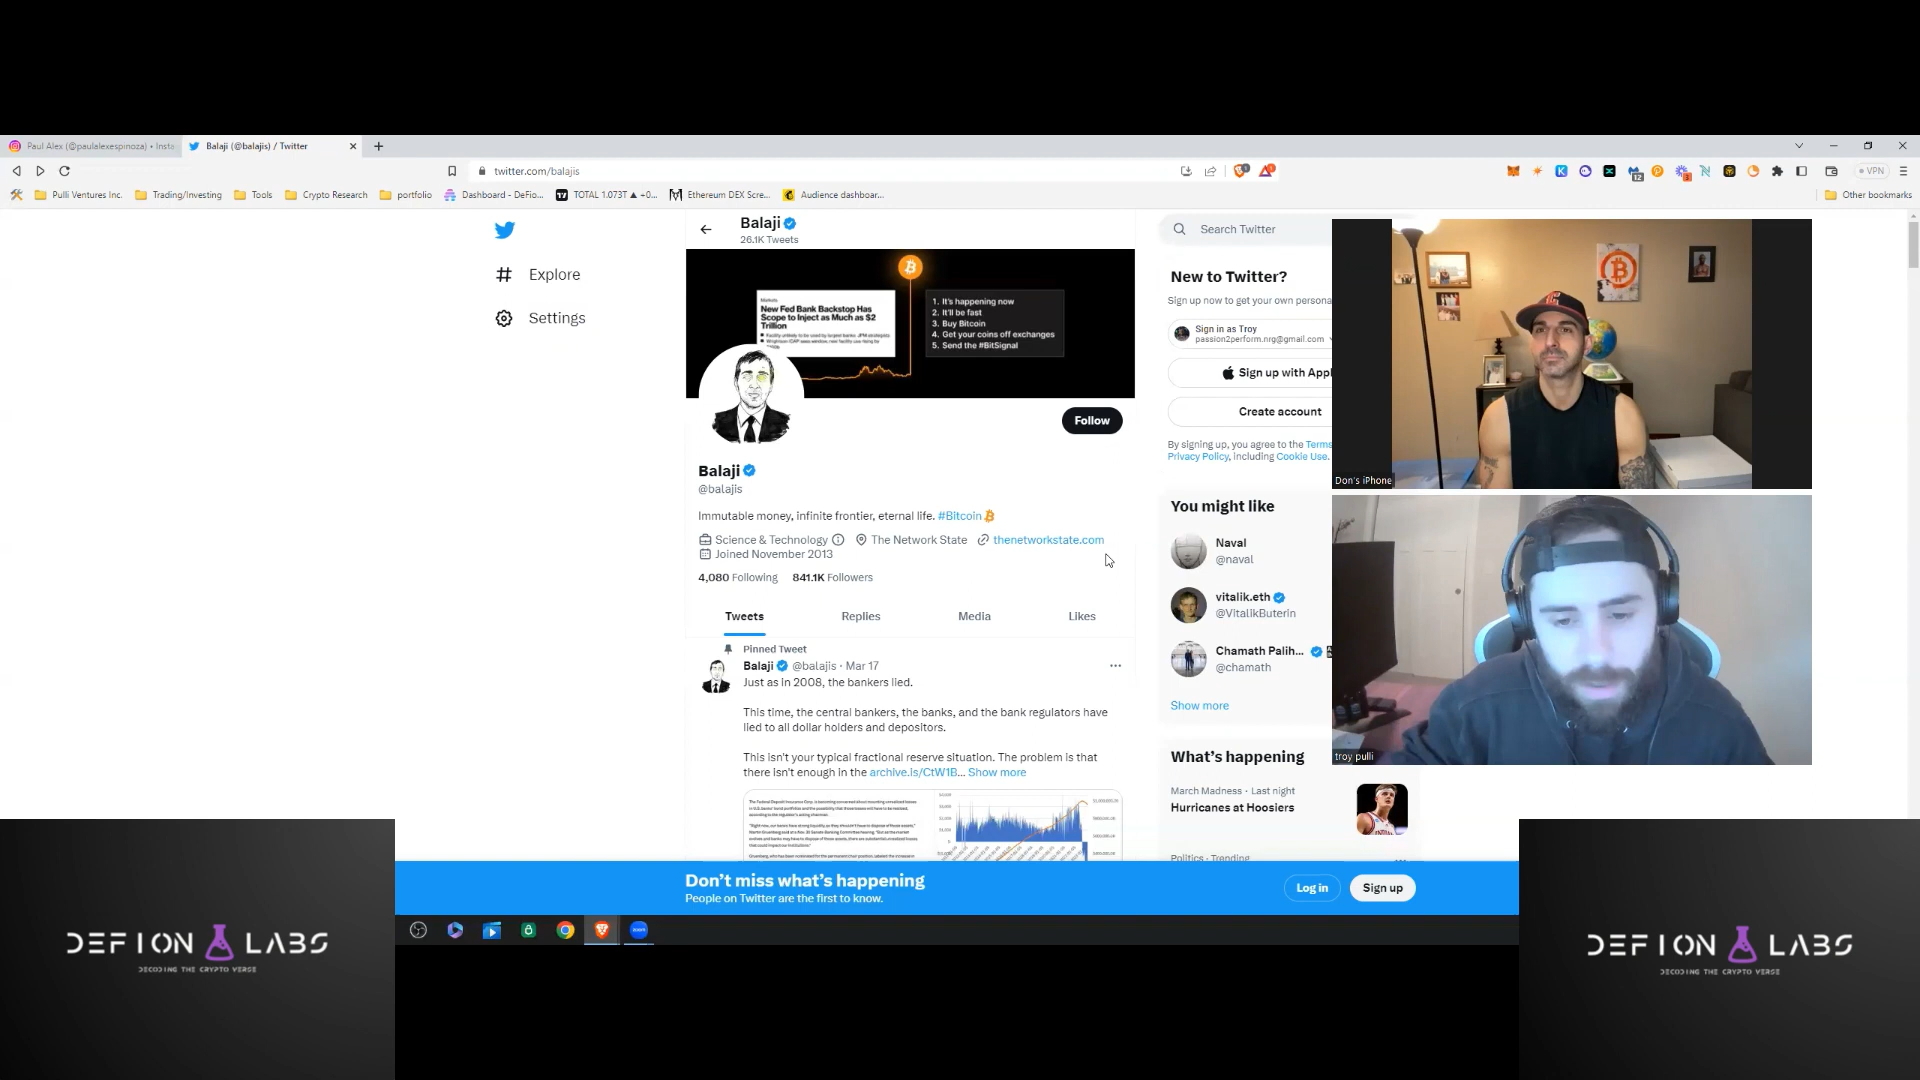 Paul Alex (@paulalexespinoza) • Insta
Balaji (@balajis) / Twitter
twitter.com/balajis
VPN
Pulli Ventures Inc.
Trading/Investing
Tools
Crypto Research
portfolio
Dashboard - DeFio...
TOTAL 1.073T ▲ +0...
Ethereum DEX Scre...
Audience dashboar...
Other bookmarks
Explore
Settings
Balaji
26.1K Tweets
New Fed Bank Backstop Has
Scope to Inject as Much as $2
Trillion
1. It's happening now
2. It'll be fast
3. Buy Bitcoin
4. Get your coins off exchanges
5. Send the #BitSignal
Follow
Balaji
@balajis
Immutable money, infinite frontier, eternal life. #Bitcoin
Science & Technology The Network State thenetworkstate.com
Joined November 2013
4,080 Following 841.1K Followers
Tweets Replies Media Likes
Pinned Tweet
Balaji @balajis · Mar 17
Just as in 2008, the bankers lied.
This time, the central bankers, the banks, and the bank regulators have
lied to all dollar holders and depositors.
This isn't your typical fractional reserve situation. The problem is that
there isn't enough in the archive.is/CtW1B... Show more
Search Twitter
New to Twitter?
Sign up now to get your own persona
Sign in as Troy
passion2perform.nrg@gmail.com
Sign up with Appl
Create account
By signing up, you agree to the Terms
Privacy Policy, including Cookie Use.
You might like
Naval
@naval
vitalik.eth
@VitalikButerin
Chamath Palih...
@chamath
Show more
What's happening
March Madness · Last night
Hurricanes at Hoosiers
Politics · Trending
Don's iPhone
troy pulli
Don't miss what's happening
People on Twitter are the first to know.
Log in
Sign up
zoom
DEFION LABS
DECODING THE CRYPTO VERSE
DEFION LABS
DECODING THE CRYPTO VERSE